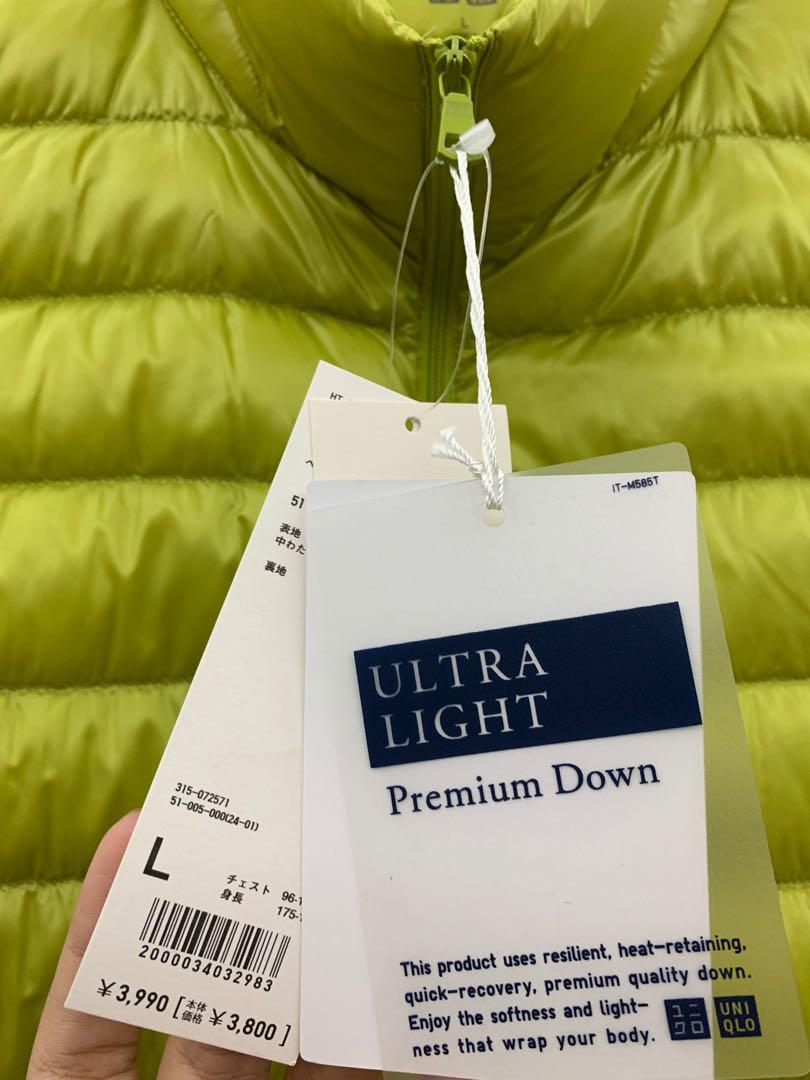 L
IT-M585T
ULTRA
LIGHT
Premium Down
This product uses resilient, heat-retaining,
quick-recovery, premium quality down.
Enjoy the softness and light-
ness that wrap your body.
ユニ
クロ
UNI
QLO
HT
51
表地
中わた
裏地
315-072571
51-005-000(24-01)
L
チェスト 96-
身長 175-
2000034032983
¥3,990 [本体価格 ¥3,800]